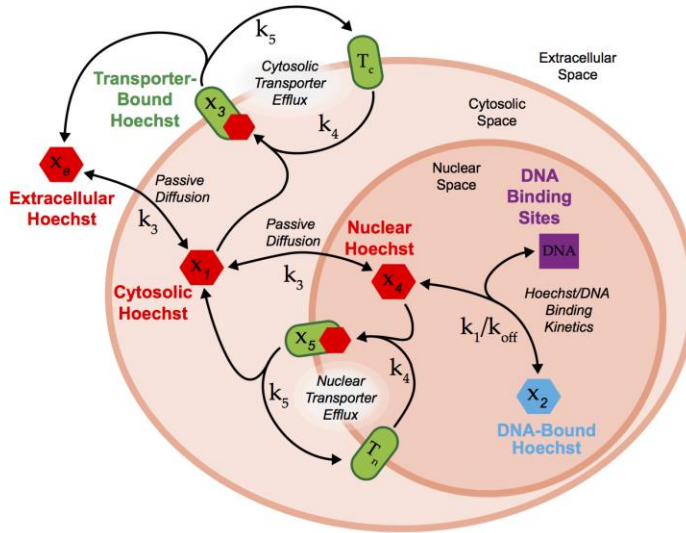 k5
Extracellular
Space
Transporter-
Bound
Hoechst
Cytosolic
Transporter
Efflux
Tc
x3
k4
Cytosolic
Space
xe
Extracellular
Hoechst
Passive
Diffusion
k3
Nuclear
Space
DNA
Binding
Sites
DNA
Passive
Diffusion
k3
Nuclear
Hoechst
x1
Cytosolic
Hoechst
x4
Hoechst/DNA
Binding
Kinetics
k1/koff
x5
k4
k5
Nuclear
Transporter
Efflux
Tn
x2
DNA-Bound
Hoechst